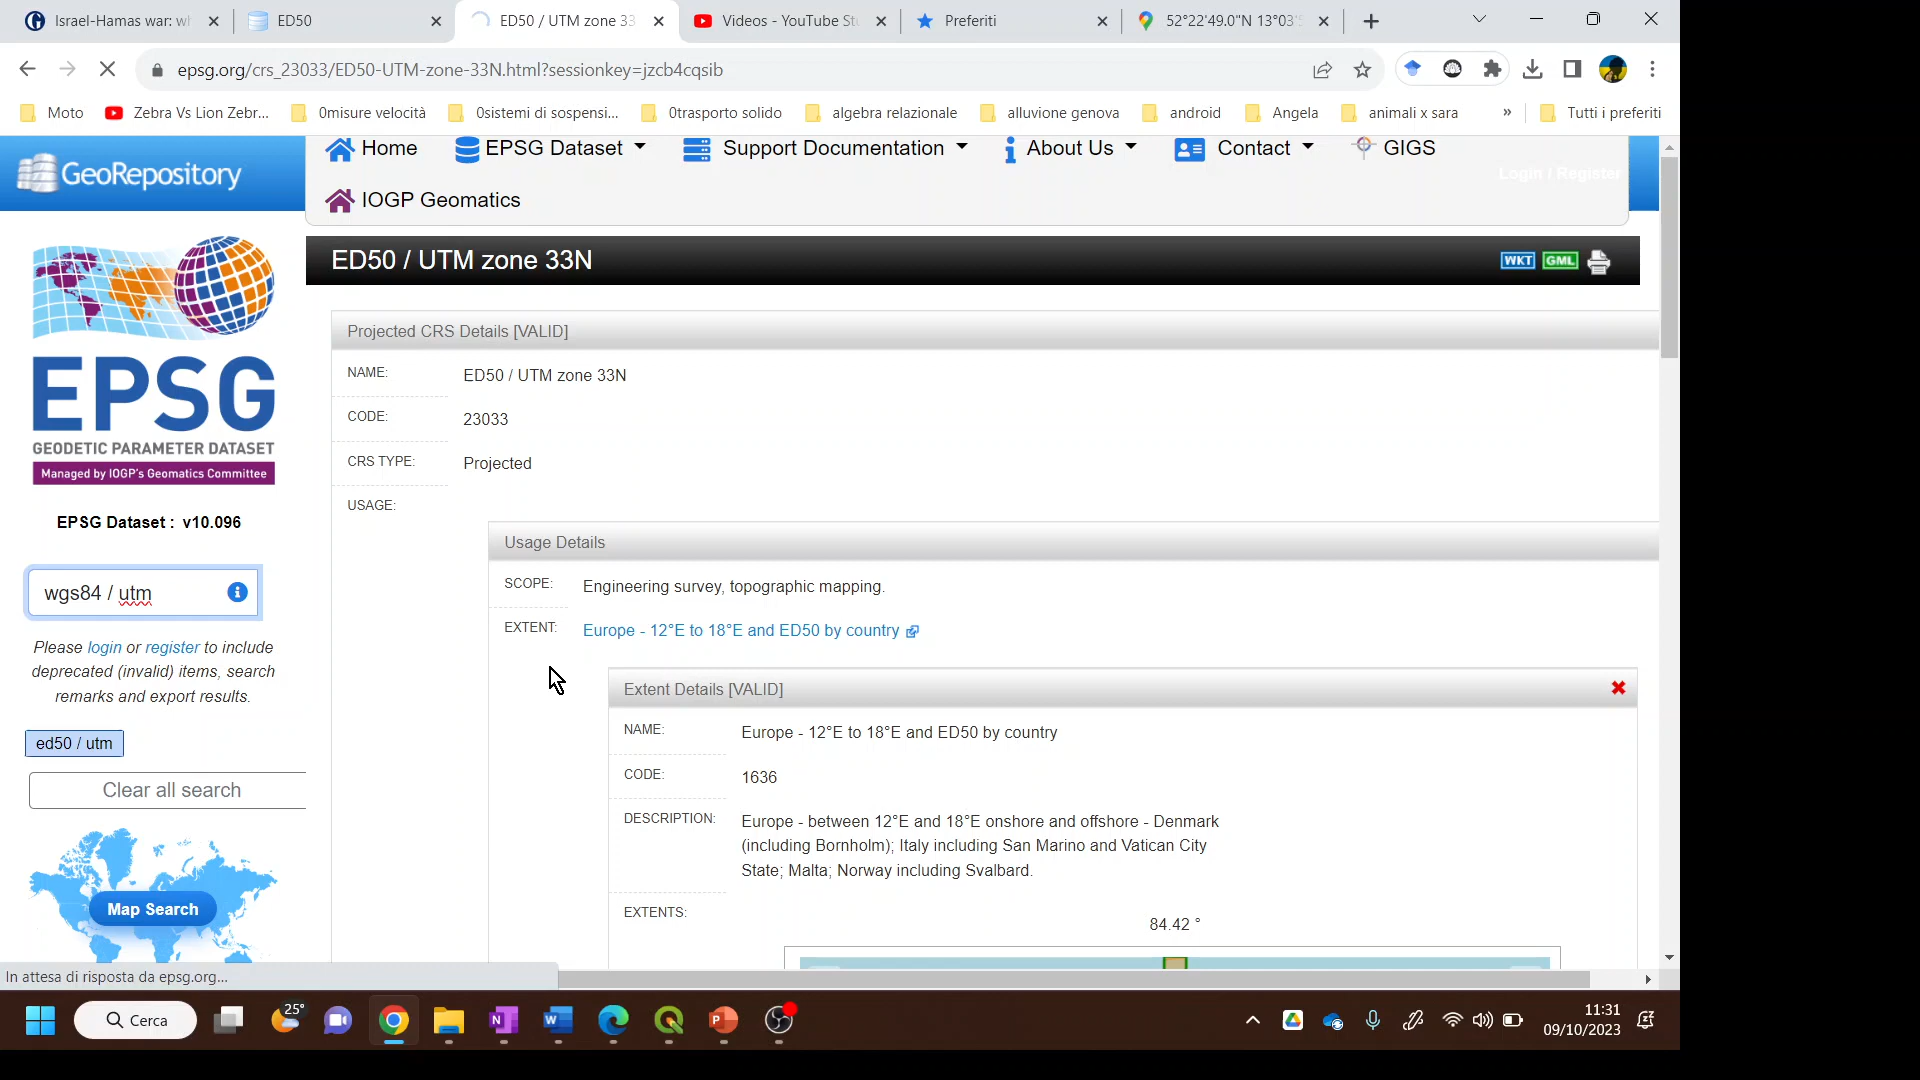 Israel-Hamas war: wh
ED50
ED50 / UTM zone 33
Videos - YouTube St
Preferiti
52°22'49.0"N 13°03'5
epsg.org/crs_23033/ED50-UTM-zone-33N.html?sessionkey=jzcb4cqsib
Moto
Zebra Vs Lion Zebr...
0misure velocità
0sistemi di sospensi...
0trasporto solido
algebra relazionale
alluvione genova
android
Angela
animali x sara
»
Tutti i preferiti
GeoRepository
Home
EPSG Dataset
Support Documentation
About Us
Contact
GIGS
Login / Register
IOGP Geomatics
ED50 / UTM zone 33N
WKT
GML
EPSG
GEODETIC PARAMETER DATASET
Managed by IOGP's Geomatics Committee
EPSG Dataset : v10.096
wgs84 / utm
Please login or register to include
deprecated (invalid) items, search
remarks and export results.
ed50 / utm
Clear all search
Map Search
Projected CRS Details [VALID]
NAME: ED50 / UTM zone 33N
CODE: 23033
CRS TYPE: Projected
USAGE:
Usage Details
SCOPE: Engineering survey, topographic mapping.
EXTENT: Europe - 12°E to 18°E and ED50 by country
Extent Details [VALID]
NAME: Europe - 12°E to 18°E and ED50 by country
CODE: 1636
DESCRIPTION: Europe - between 12°E and 18°E onshore and offshore - Denmark
(including Bornholm); Italy including San Marino and Vatican City
State; Malta; Norway including Svalbard.
EXTENTS:
84.42 °
In attesa di risposta da epsg.org...
Cerca
25°
11:31
09/10/2023